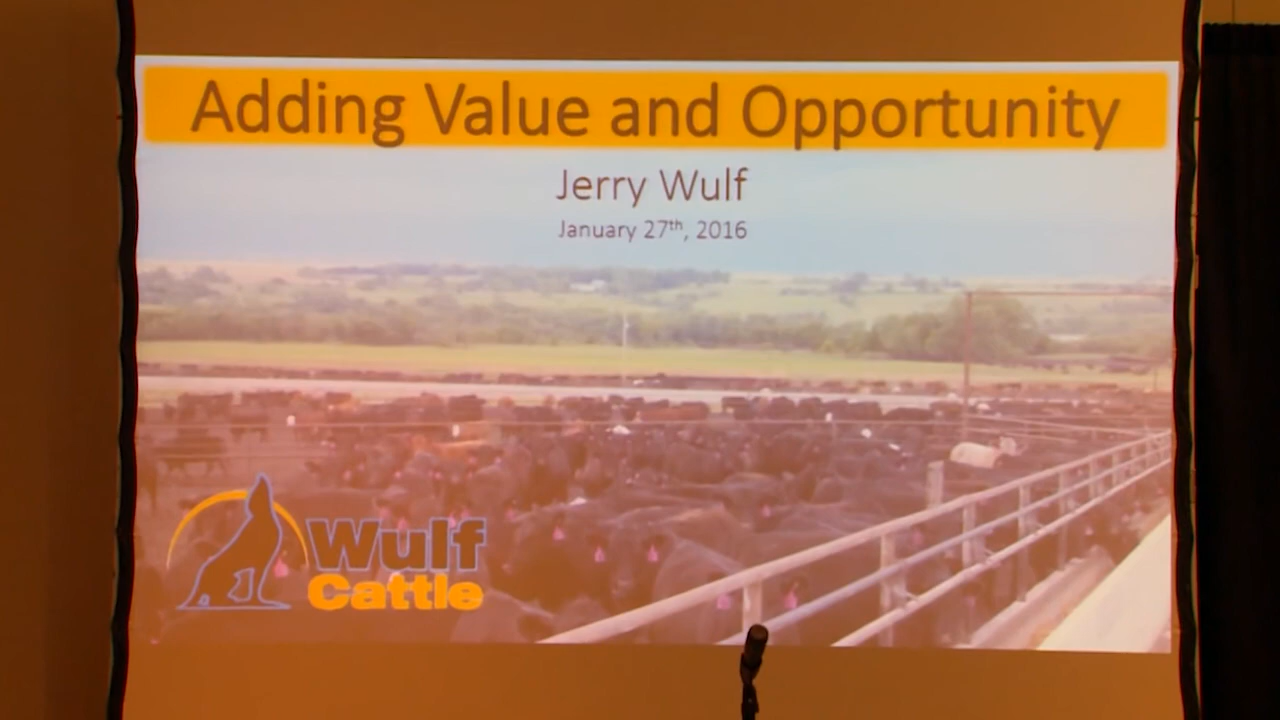 Adding Value and Opportunity
Jerry Wulf
January 27th, 2016
Wulf
Cattle